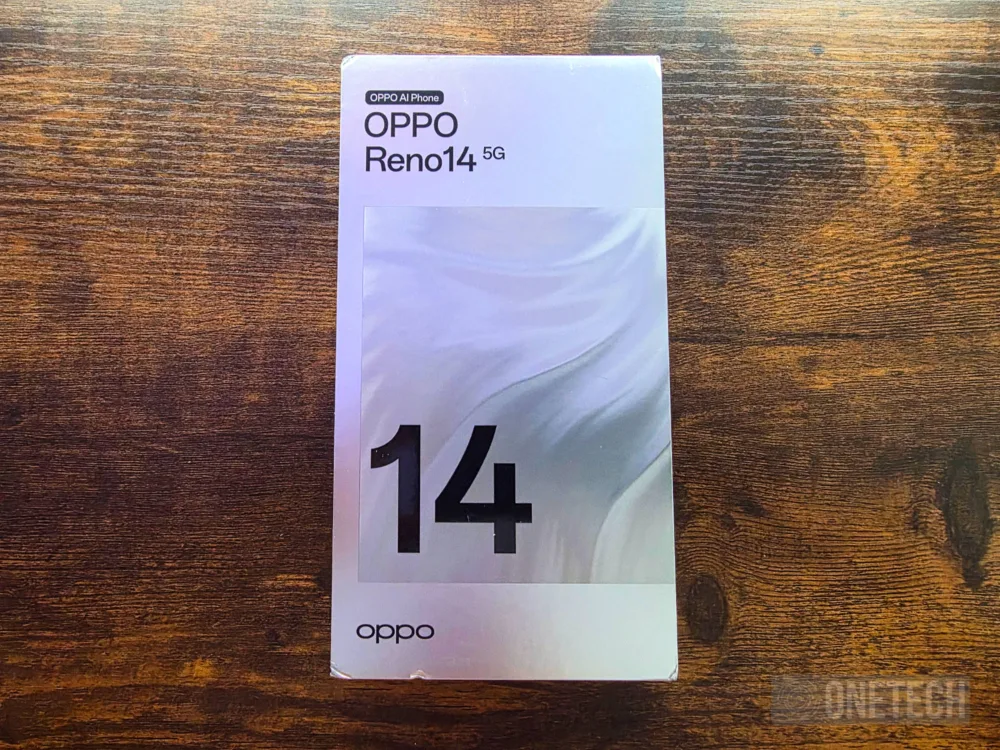 OPPO AI Phone
OPPO
Reno14 5G
14
oppo
ONETECH